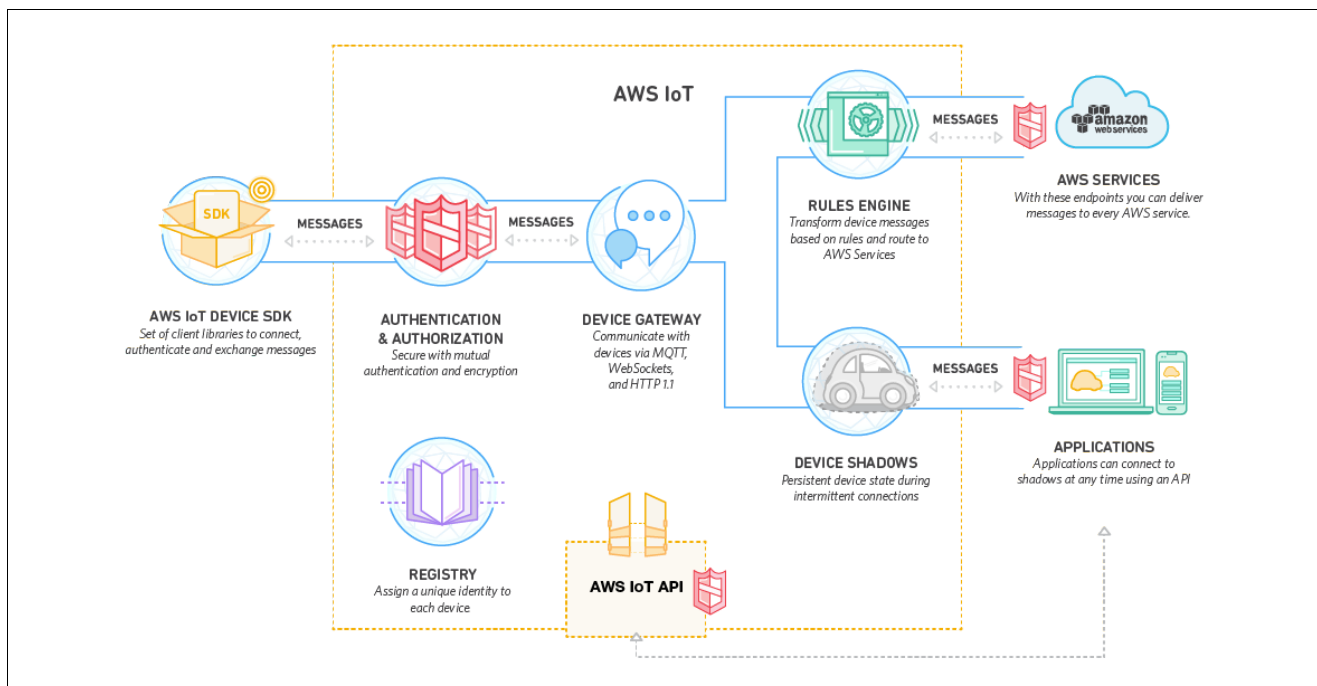 AWS IoT
MESSAGES
amazon
webservices
AWS SERVICES
With these endpoints you can deliver
messages to every AWS service.
RULES ENGINE
Transform device messages
based on rules and route to
AWS Services
SDK
MESSAGES
MESSAGES
AWS IoT DEVICE SDK
Set of client libraries to connect,
authenticate and exchange messages
AUTHENTICATION
& AUTHORIZATION
Secure with mutual
authentication and encryption
DEVICE GATEWAY
Communicate with
devices via MQTT,
WebSockets,
and HTTP 1.1
MESSAGES
DEVICE SHADOWS
Persistent device state during
intermittent connections
APPLICATIONS
Applications can connect to
shadows at any time using an API
REGISTRY
Assign a unique identity to
each device
AWS IoT API